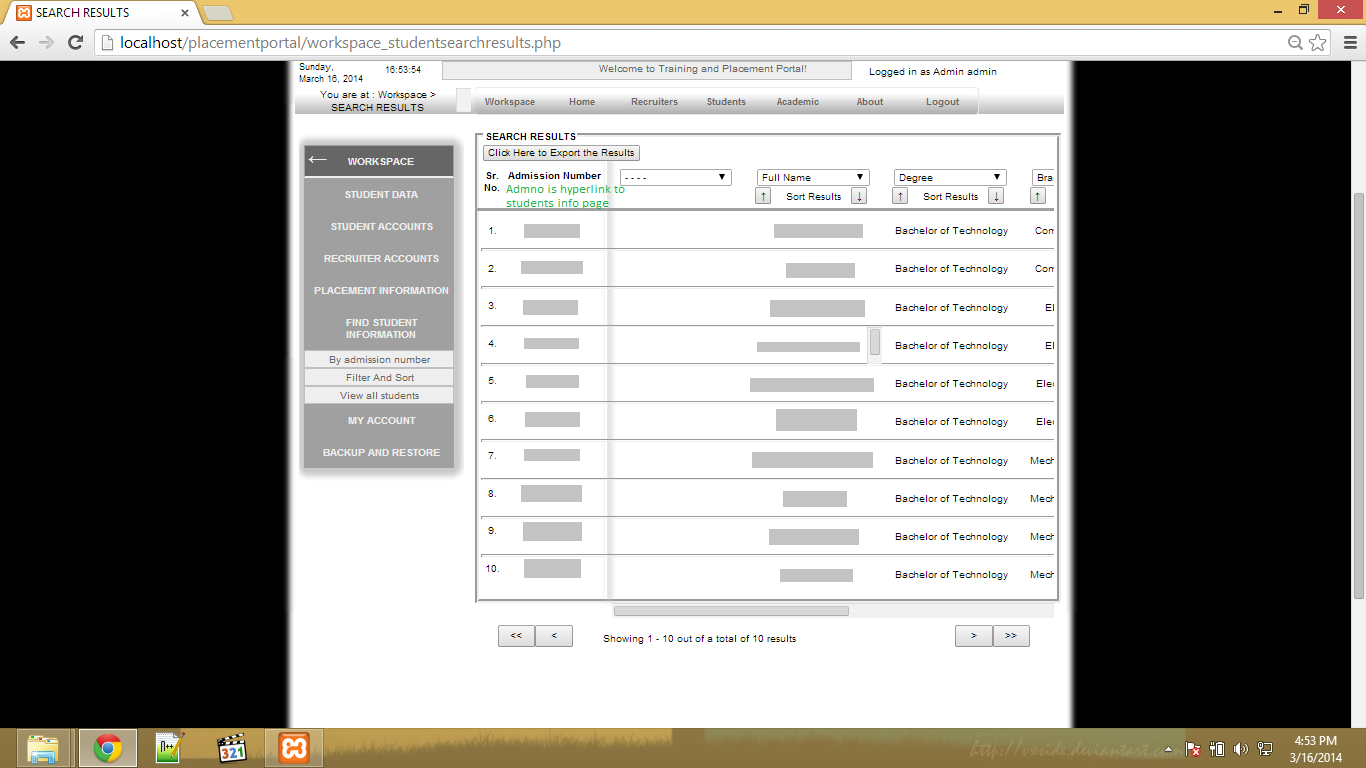 SEARCH RESULTS
localhost/placementportal/workspace_studentsearchresults.php
Sunday,
March 16, 2014
16:53:54
Welcome to Training and Placement Portal!
Logged in as Admin admin
You are at : Workspace >
SEARCH RESULTS
Workspace Home Recruiters Students Academic About Logout
WORKSPACE
STUDENT DATA
STUDENT ACCOUNTS
RECRUITER ACCOUNTS
PLACEMENT INFORMATION
FIND STUDENT
INFORMATION
By admission number
Filter And Sort
View all students
MY ACCOUNT
BACKUP AND RESTORE
SEARCH RESULTS
Click Here to Export the Results
Sr.
No.
Admission Number
Admno is hyperlink to
students info page
- - - -
Full Name
↑ Sort Results ↓
Degree
↑ Sort Results ↓
Bra
↑
1. Bachelor of Technology Com
2. Bachelor of Technology Com
3. Bachelor of Technology El
4. Bachelor of Technology El
5. Bachelor of Technology Elec
6. Bachelor of Technology Elec
7. Bachelor of Technology Mech
8. Bachelor of Technology Mech
9. Bachelor of Technology Mech
10. Bachelor of Technology Mech
<< < Showing 1 - 10 out of a total of 10 results > >>
321
http://veside.deviantart.com
4:53 PM
3/16/2014